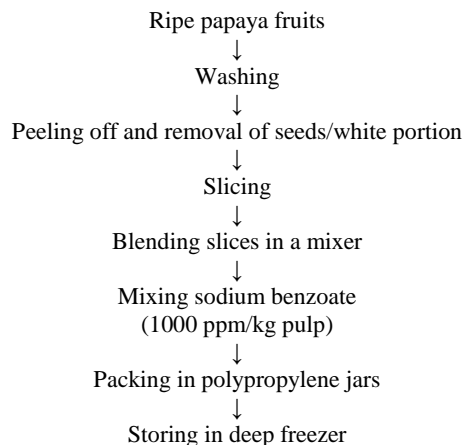 Ripe papaya fruits
↓
Washing
↓
Peeling off and removal of seeds/white portion
↓
Slicing
↓
Blending slices in a mixer
↓
Mixing sodium benzoate
(1000 ppm/kg pulp)
↓
Packing in polypropylene jars
↓
Storing in deep freezer